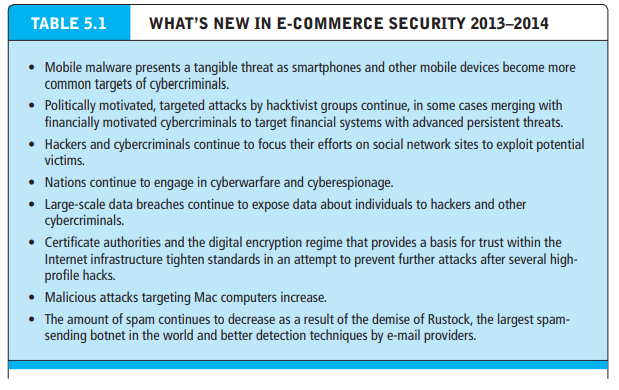 TABLE 5.1 WHAT'S NEW IN E-COMMERCE SECURITY 2013–2014
• Mobile malware presents a tangible threat as smartphones and other mobile devices become more
common targets of cybercriminals.
• Politically motivated, targeted attacks by hacktivist groups continue, in some cases merging with
financially motivated cybercriminals to target financial systems with advanced persistent threats.
• Hackers and cybercriminals continue to focus their efforts on social network sites to exploit potential
victims.
• Nations continue to engage in cyberwarfare and cyberespionage.
• Large-scale data breaches continue to expose data about individuals to hackers and other
cybercriminals.
• Certificate authorities and the digital encryption regime that provides a basis for trust within the
Internet infrastructure tighten standards in an attempt to prevent further attacks after several high-
profile hacks.
• Malicious attacks targeting Mac computers increase.
• The amount of spam continues to decrease as a result of the demise of Rustock, the largest spam-
sending botnet in the world and better detection techniques by e-mail providers.